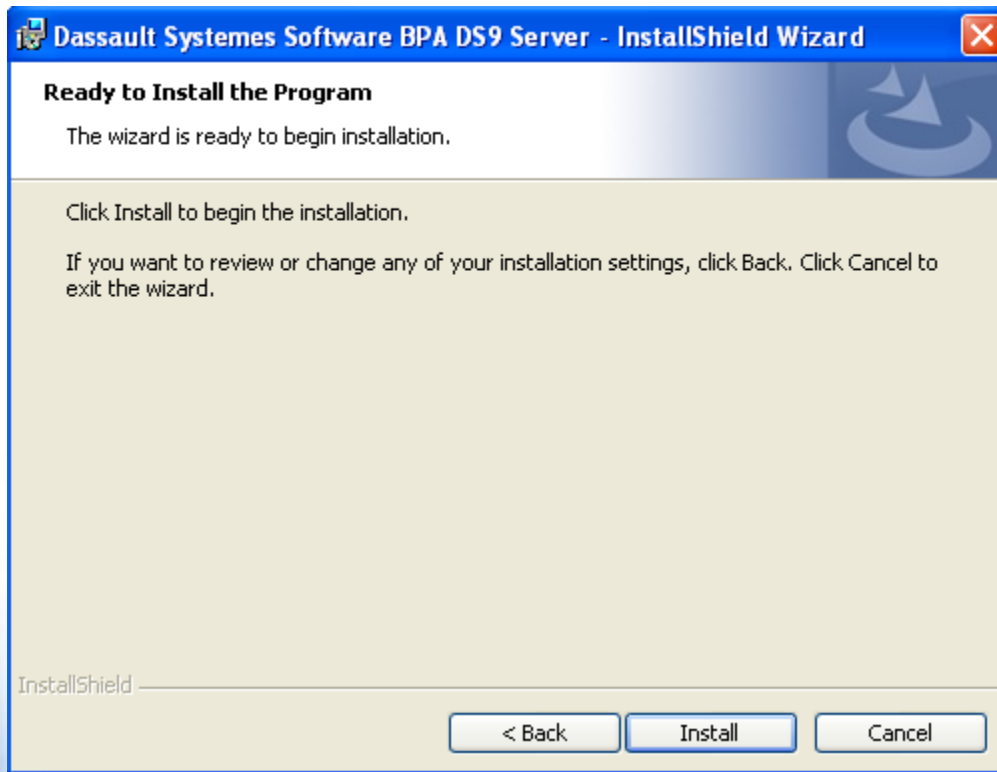 Dassault Systemes Software BPA DS9 Server - InstallShield Wizard
Ready to Install the Program
The wizard is ready to begin installation.
Click Install to begin the installation.
If you want to review or change any of your installation settings, click Back. Click Cancel to
exit the wizard.
InstallShield
< Back Install Cancel